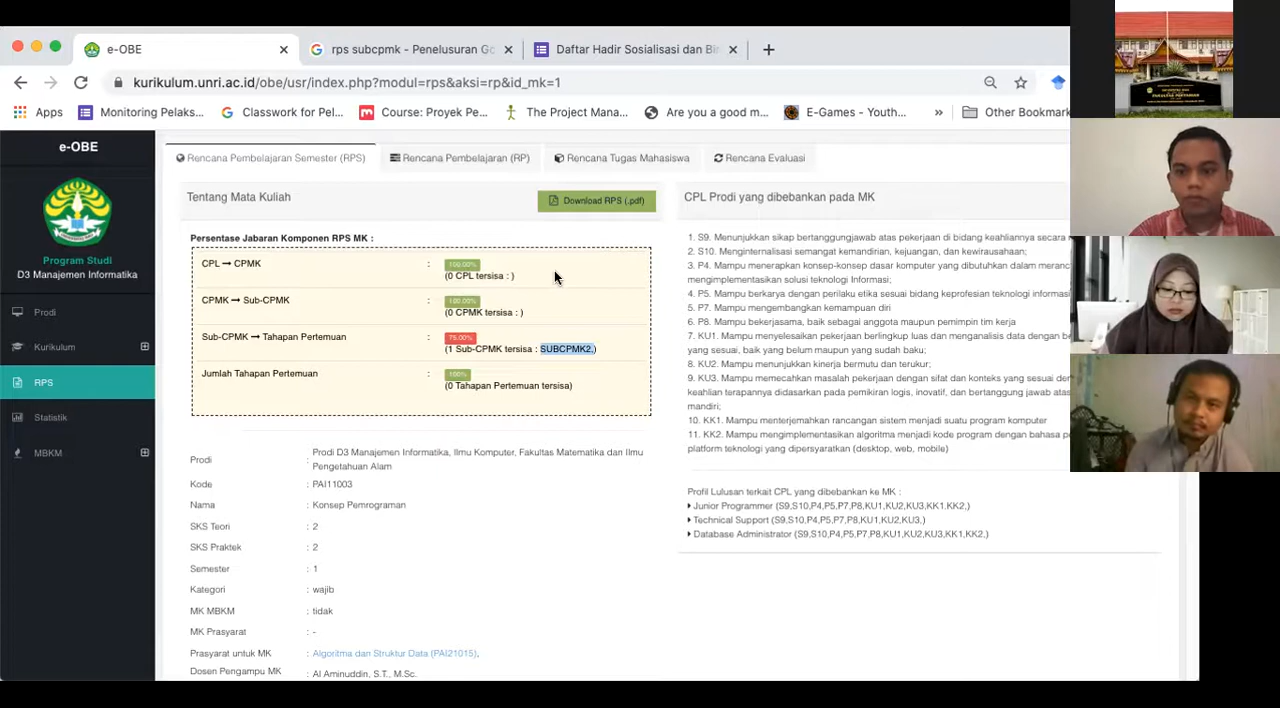 e-OBE
rps subcpmk - Penelusuran Go
Daftar Hadir Sosialisasi dan Bin
kurikulum.unri.ac.id/obe/usr/index.php?modul=rps&act=rp&id_mk=1
Apps
Monitoring Pelaks...
Classwork for Pel...
Course: Proyek...
The Project Mana...
Are you a good m...
E-Games - Youth...
»
Other Bookmark
e-OBE
Program Studi
D3 Manajemen Informatika
Prodi
Kurikulum
RPS
Statistik
MBKM
Rencana Pembelajaran Semester (RPS)
Rencana Pembelajaran (RP)
Rencana Tugas Mahasiswa
Rencana Evaluasi
Tentang Mata Kuliah
Download RPS (.pdf)
Persentase Jabaran Komponen RPS MK :
CPL → CPMK : 100.00%
(0 CPL tersisa : )
CPMK → Sub-CPMK : 100.00%
(0 CPMK tersisa : )
Sub-CPMK → Tahapan Pertemuan : 75.00%
(1 Sub-CPMK tersisa : SUBCPMK2,)
Jumlah Tahapan Pertemuan : 100%
(0 Tahapan Pertemuan tersisa)
Prodi : Prodi D3 Manajemen Informatika, Ilmu Komputer, Fakultas Matematika dan Ilmu
Pengetahuan Alam
Kode : PAI11003
Nama : Konsep Pemrograman
SKS Teori : 2
SKS Praktek : 2
Semester : 1
Kategori : wajib
MK MBKM : tidak
MK Prasyarat : -
Prasyarat untuk MK : Algoritma dan Struktur Data (PAI21015),
Dosen Pengampu MK : Al Aminuddin, S.T., M.Sc.
CPL Prodi yang dibebankan pada MK
1. S9. Menunjukkan sikap bertanggungjawab atas pekerjaan di bidang keahliannya secara
2. S10. Menginternalisasi semangat kemandirian, kejuangan, dan kewirausahaan;
3. P4. Mampu menerapkan konsep-konsep dasar komputer yang dibutuhkan dalam
mengimplementasikan solusi teknologi Informasi;
4. P5. Mampu berkarya dengan perilaku etika sesuai bidang keprofesian teknologi informasi
5. P7. Mampu mengembangkan kemampuan diri
6. P8. Mampu bekerjasama, baik sebagai anggota maupun pemimpin tim kerja
7. KU1. Mampu menyelesaikan pekerjaan berlingkup luas dan menganalisis data dengan
yang sesuai, baik yang belum maupun yang sudah baku;
8. KU2. Mampu menunjukkan kinerja bermutu dan terukur;
9. KU3. Mampu memecahkan masalah pekerjaan dengan sifat dan konteks yang sesuai
keahlian terapannya didasarkan pada pemikiran logis, inovatif, dan bertanggung jawab
mandiri;
10. KK1. Mampu menterjemahkan rancangan sistem menjadi suatu program komputer
11. KK2. Mampu mengimplementasikan algoritma menjadi kode program dengan bahasa
platform teknologi yang dipersyaratkan (desktop, web, mobile)
Profil Lulusan terkait CPL yang dibebankan ke MK :
Junior Programmer (S9,S10,P4,P5,P7,P8,KU1,KU2,KU3,KK1,KK2,)
Technical Support (S9,S10,P4,P5,P7,P8,KU1,KU2,KU3,)
Database Administrator (S9,S10,P4,P5,P7,P8,KU1,KU2,KU3,KK1,KK2,)